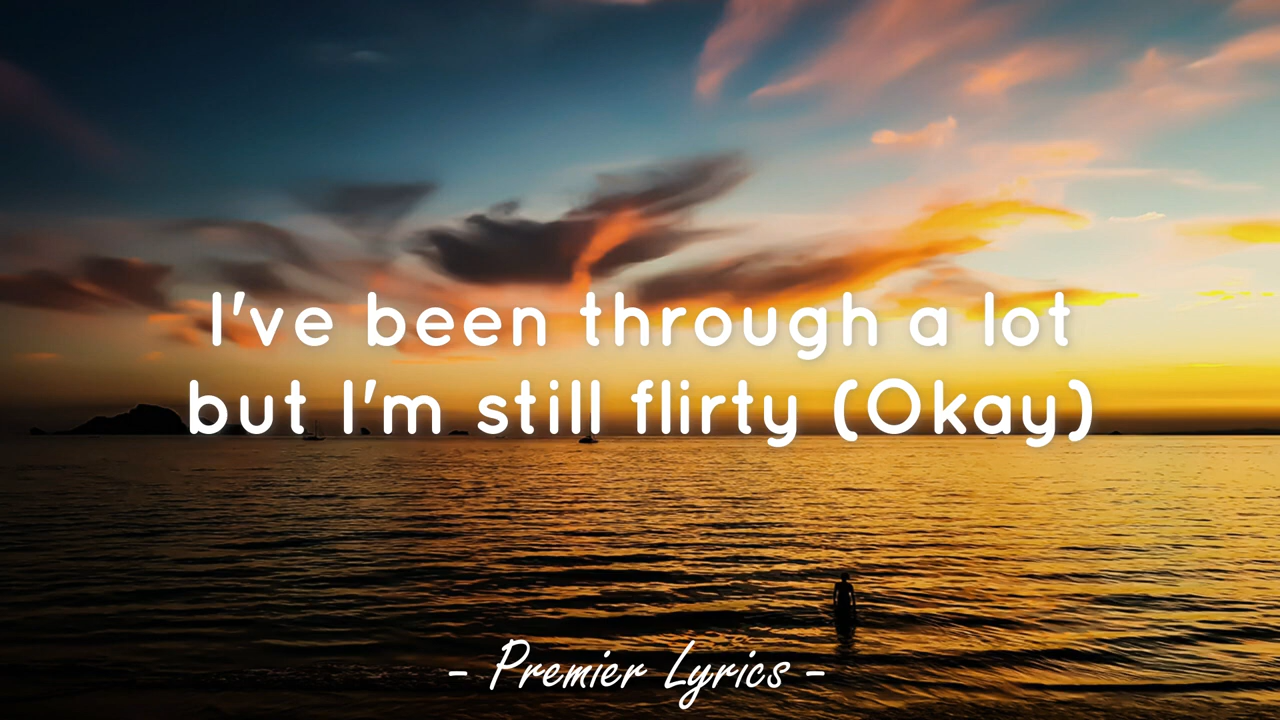 I've been through a lot
but I'm still flirty (Okay)
- Premier Lyrics -